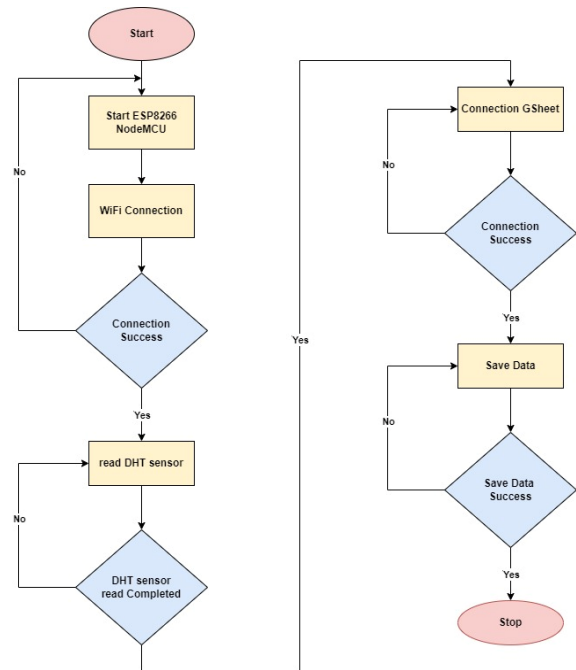 Start
Start ESP8266
NodeMCU
No
WiFi Connection
Connection
Success
Yes
read DHT sensor
No
DHT sensor
read Completed
Yes
Connection GSheet
No
Connection
Success
Yes
Save Data
No
Save Data
Success
Yes
Stop